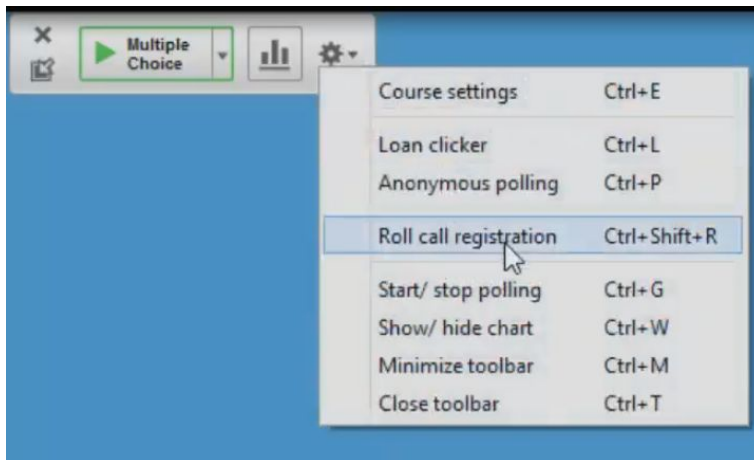 Multiple
Choice
Course settings Ctrl+E
Loan clicker Ctrl+L
Anonymous polling Ctrl+P
Roll call registration Ctrl+Shift+R
Start/ stop polling Ctrl+G
Show/ hide chart Ctrl+W
Minimize toolbar Ctrl+M
Close toolbar Ctrl+T